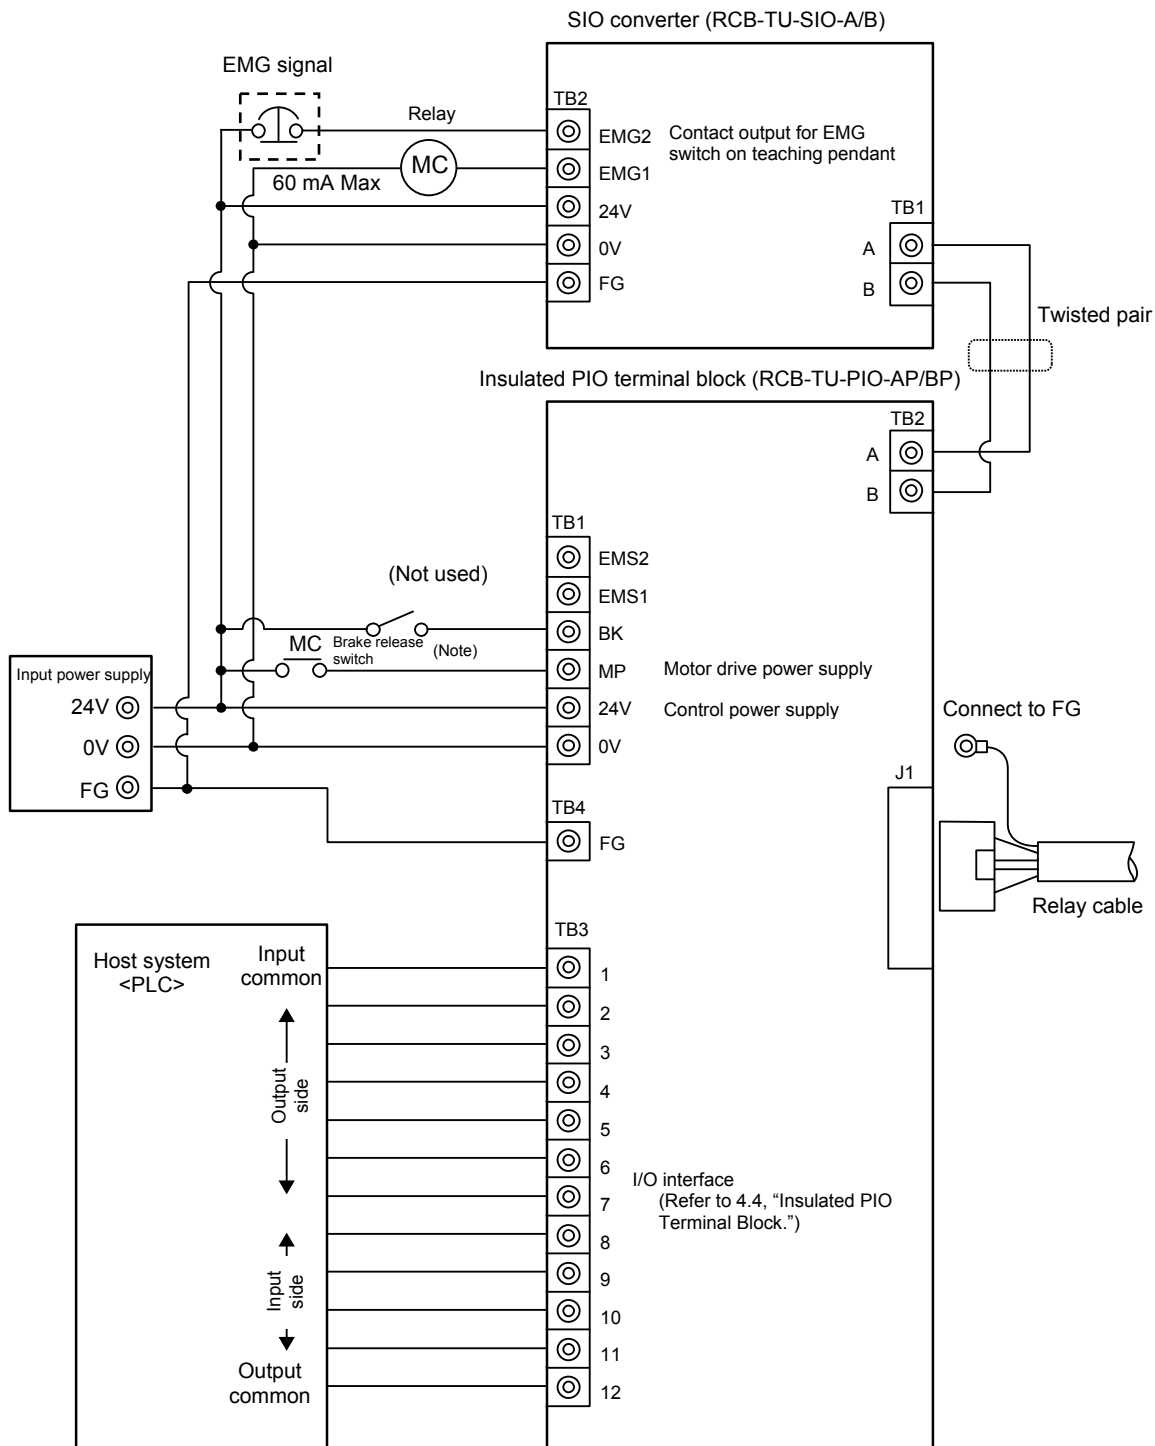 SIO converter (RCB-TU-SIO-A/B)
EMG signal
TB2
Relay
EMG2
Contact output for EMG
switch on teaching pendant
MC
EMG1
60 mA Max
24V
TB1
0V
A
FG
B
Twisted pair
Insulated PIO terminal block (RCB-TU-PIO-AP/BP)
TB2
A
B
TB1
EMS2
(Not used)
EMS1
BK
MC
Brake release
switch
(Note)
MP
Motor drive power supply
Input power supply
24V
24V
Control power supply
Connect to FG
0V
0V
J1
FG
TB4
FG
Relay cable
TB3
Host system
<PLC>
Input
common
1
2
3
Output
side
4
5
6
I/O interface
(Refer to 4.4, “Insulated PIO
Terminal Block.”)
7
8
Input
side
9
10
11
Output
common
12